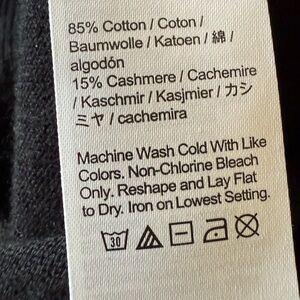 85% Cotton / Coton /
Baumwolle / Katoen / 綿 /
algodón
15% Cashmere / Cachemire
/ Kaschmir / Kasjmier / カシ
ミヤ / cachemira
Machine Wash Cold With Like
Colors. Non-Chlorine Bleach
Only. Reshape and Lay Flat
to Dry. Iron on Lowest Setting.
30